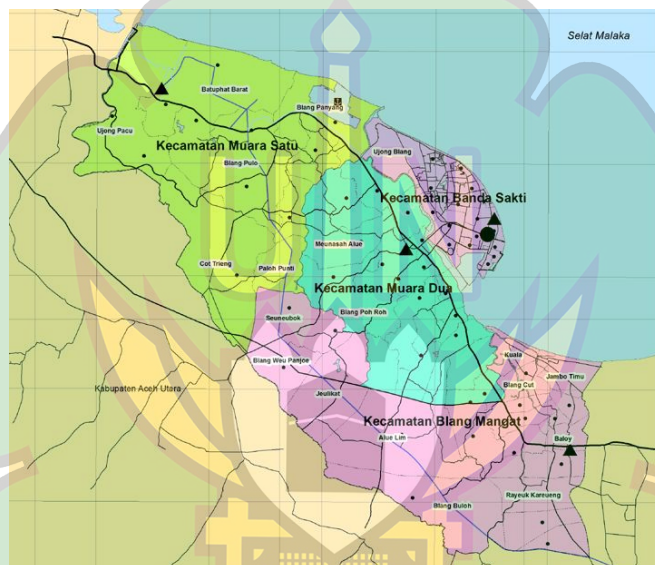 Selat Malaka
Batuphat Barat
Blang Panyang
Ujong Pacu
Kecamatan Muara Satu
Ujong Blang
Blang Pulo
Kecamatan Banda Sakti
Meunasah Alue
Cot Trieng
Paloh Punti
Kecamatan Muara Dua
Seuneubok
Blang Poh Roh
Kuala
Blang Weu Panjoe
Jambo Timu
Blang Cut
Kabupaten Aceh Utara
Jeulikat
Kecamatan Blang Mangat
Alue Lim
Baloy
Rayeuk Kareueng
Blang Buloh